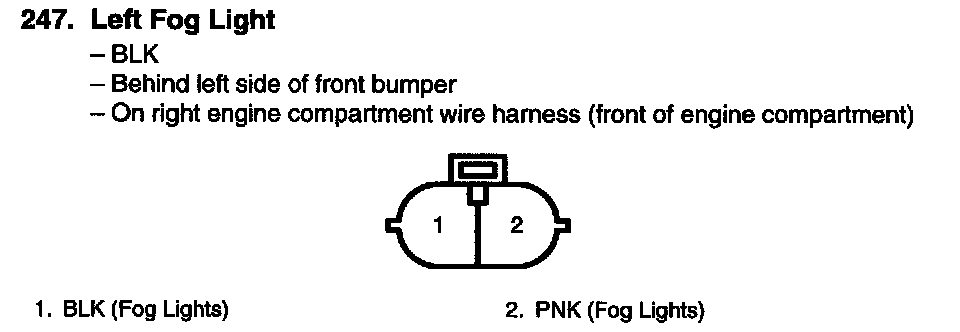 247. Left Fog Light
– BLK
– Behind left side of front bumper
– On right engine compartment wire harness (front of engine compartment)
1 2
1. BLK (Fog Lights) 2. PNK (Fog Lights)